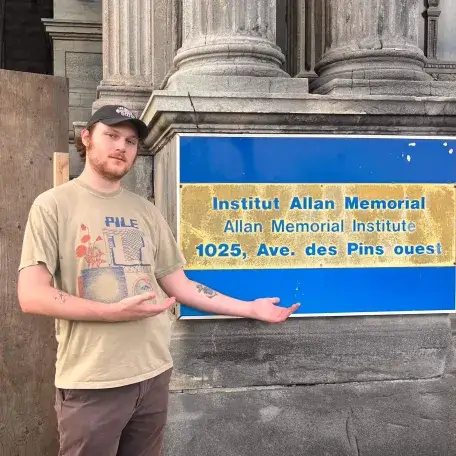 PILE
Institut Allan Memorial
Allan Memorial Institute
1025, Ave. des Pins ouest